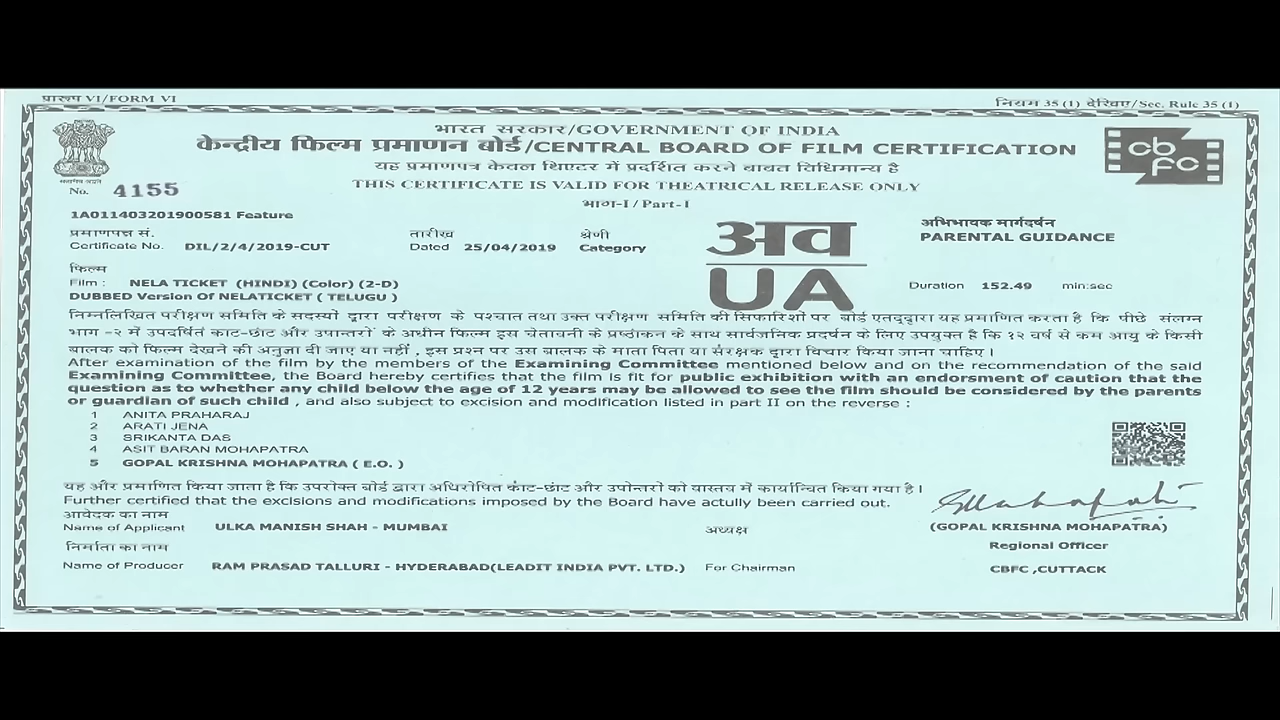 प्रारूप VI/FORM VI
नियम 35 (1) देखिए/Sec. Rule 35 (1)
भारत सरकार/GOVERNMENT OF INDIA
केन्द्रीय फिल्म प्रमाणन बोर्ड/CENTRAL BOARD OF FILM CERTIFICATION
cb
fc
यह प्रमाणपत्र केवल थिएटर में प्रदर्शित करने बाबत विधिमान्य है
सत्यमेव जयते
No. 4155
THIS CERTIFICATE IS VALID FOR THEATRICAL RELEASE ONLY
भाग-I/Part-I
1A011403201900581 Feature
प्रमाणपत्र सं. तारीख श्रेणी
Certificate No. DIL/2/4/2019-CUT Dated 25/04/2019 Category
अव
UA
अभिभावक मार्गदर्शन
PARENTAL GUIDANCE
फिल्म
Film : NELA TICKET (HINDI) (Color) (2-D)
DUBBED Version Of NELATICKET ( TELUGU )
Duration 152.49 min:sec
निम्नलिखित परीक्षण समिति के सदस्यों द्वारा परीक्षण के पश्चात तथा उक्त परीक्षण समिति की सिफारिशों पर बोर्ड एतद्द्वारा यह प्रमाणित करता है कि पीछे संलग्न
भाग -२ में उपदर्षित काट-छाट और उपान्तरों के अधीन फिल्म इस चेतावनी के प्रष्ठांकन के साथ सार्वजनिक प्रदर्षन के लिए उपयुक्त है कि १२ वर्ष से कम आयु के किसी
बालक को फिल्म देखने की अनुज्ञा दी जाए या नहीं , इस प्रश्न पर उस बालक के माता पिता या संरक्षक द्वारा विचार किया जाना चाहिए।
After examination of the film by the members of the Examining Committee mentioned below and on the recommendation of the said
Examining Committee, the Board hereby certifies that the film is fit for public exhibition with an endorsment of caution that the
question as to whether any child below the age of 12 years may be allowed to see the film should be considered by the parents
or guardian of such child , and also subject to excision and modification listed in part II on the reverse :
1 ANITA PRAHARAJ
2 ARATI JENA
3 SRIKANTA DAS
4 ASIT BARAN MOHAPATRA
5 GOPAL KRISHNA MOHAPATRA ( E.O. )
यह और प्रमाणित किया जाता है कि उपरोक्त बोर्ड द्वारा अधिरोपित कांट-छांट और उपोन्तरों को वास्तव में कार्यान्वित किया गया है।
Further certified that the excisions and modifications imposed by the Board have actully been carried out.
आवेदक का नाम
Name of Applicant ULKA MANISH SHAH - MUMBAI
अध्यक्ष
(GOPAL KRISHNA MOHAPATRA)
निर्माता का नाम
Regional Officer
Name of Producer RAM PRASAD TALLURI - HYDERABAD(LEADIT INDIA PVT. LTD.) For Chairman
CBFC ,CUTTACK